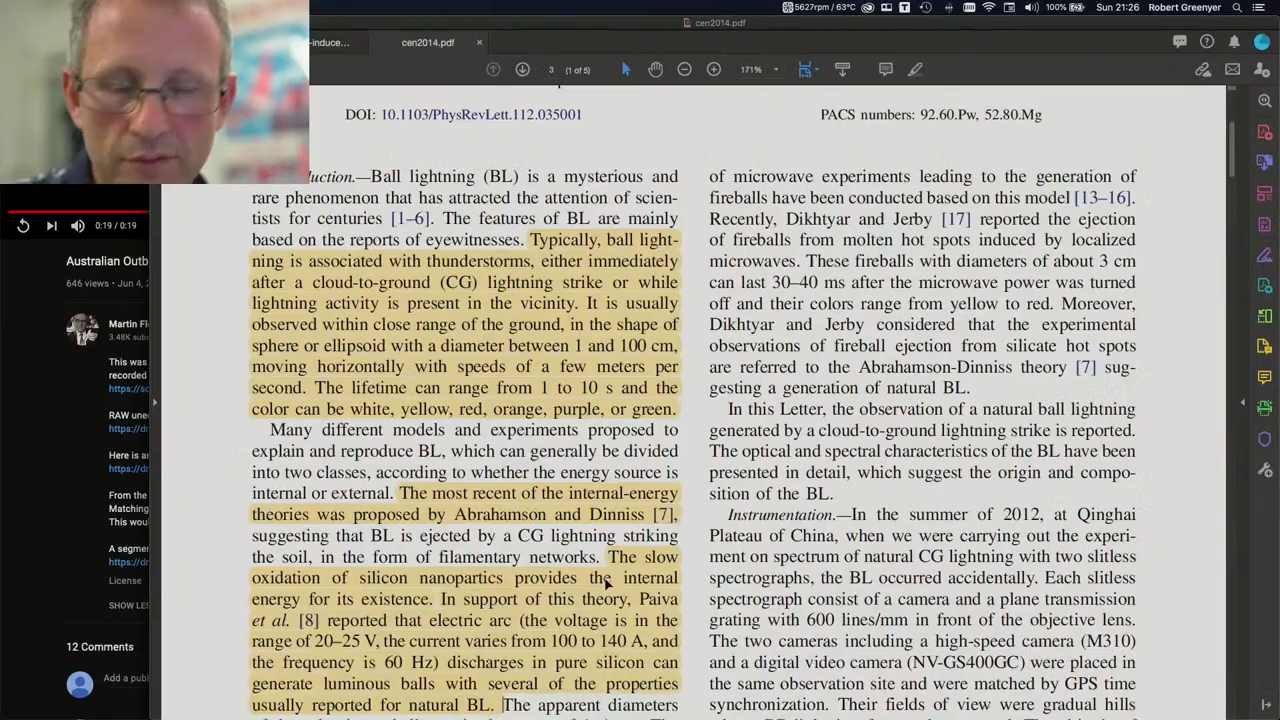 5627rpm / 63°C
100%
Sun 21:26
Robert Greenyer
cen2014.pdf
-induce...
cen2014.pdf
3
(1 of 5)
171%
DOI: 10.1103/PhysRevLett.112.035001
PACS numbers: 92.60.Pw, 52.80.Mg
duction.—Ball lightning (BL) is a mysterious and
rare phenomenon that has attracted the attention of scien-
tists for centuries [1–6]. The features of BL are mainly
based on the reports of eyewitnesses. Typically, ball light-
ning is associated with thunderstorms, either immediately
after a cloud-to-ground (CG) lightning strike or while
lightning activity is present in the vicinity. It is usually
observed within close range of the ground, in the shape of
sphere or ellipsoid with a diameter between 1 and 100 cm,
moving horizontally with speeds of a few meters per
second. The lifetime can range from 1 to 10 s and the
color can be white, yellow, red, orange, purple, or green.
Many different models and experiments proposed to
explain and reproduce BL, which can generally be divided
into two classes, according to whether the energy source is
internal or external. The most recent of the internal-energy
theories was proposed by Abrahamson and Dinniss [7],
suggesting that BL is ejected by a CG lightning striking
the soil, in the form of filamentary networks. The slow
oxidation of silicon nanopartics provides the internal
energy for its existence. In support of this theory, Paiva
et al. [8] reported that electric arc (the voltage is in the
range of 20–25 V, the current varies from 100 to 140 A, and
the frequency is 60 Hz) discharges in pure silicon can
generate luminous balls with several of the properties
usually reported for natural BL. The apparent diameters
of microwave experiments leading to the generation of
fireballs have been conducted based on this model [13–16].
Recently, Dikhtyar and Jerby [17] reported the ejection
of fireballs from molten hot spots induced by localized
microwaves. These fireballs with diameters of about 3 cm
can last 30–40 ms after the microwave power was turned
off and their colors range from yellow to red. Moreover,
Dikhtyar and Jerby considered that the experimental
observations of fireball ejection from silicate hot spots
are referred to the Abrahamson-Dinniss theory [7] sug-
gesting a generation of natural BL.
In this Letter, the observation of a natural ball lightning
generated by a cloud-to-ground lightning strike is reported.
The optical and spectral characteristics of the BL have been
presented in detail, which suggest the origin and compo-
sition of the BL.
Instrumentation.—In the summer of 2012, at Qinghai
Plateau of China, when we were carrying out the experi-
ment on spectrum of natural CG lightning with two slitless
spectrographs, the BL occurred accidentally. Each slitless
spectrograph consist of a camera and a plane transmission
grating with 600 lines/mm in front of the objective lens.
The two cameras including a high-speed camera (M310)
and a digital video camera (NV-GS400GC) were placed in
the same observation site and were matched by GPS time
synchronization. Their fields of view were gradual hills
0:19 / 0:19
Australian Outb
646 views • Jun 4, 2
Martin Fl
3.48K subs
This was
recorded
https://sc
RAW une
https://dr
Here is ar
https://dr
From the
Matching
This woul
A segmen
https://dr
License
SHOW LES
12 Comments
Add a publ